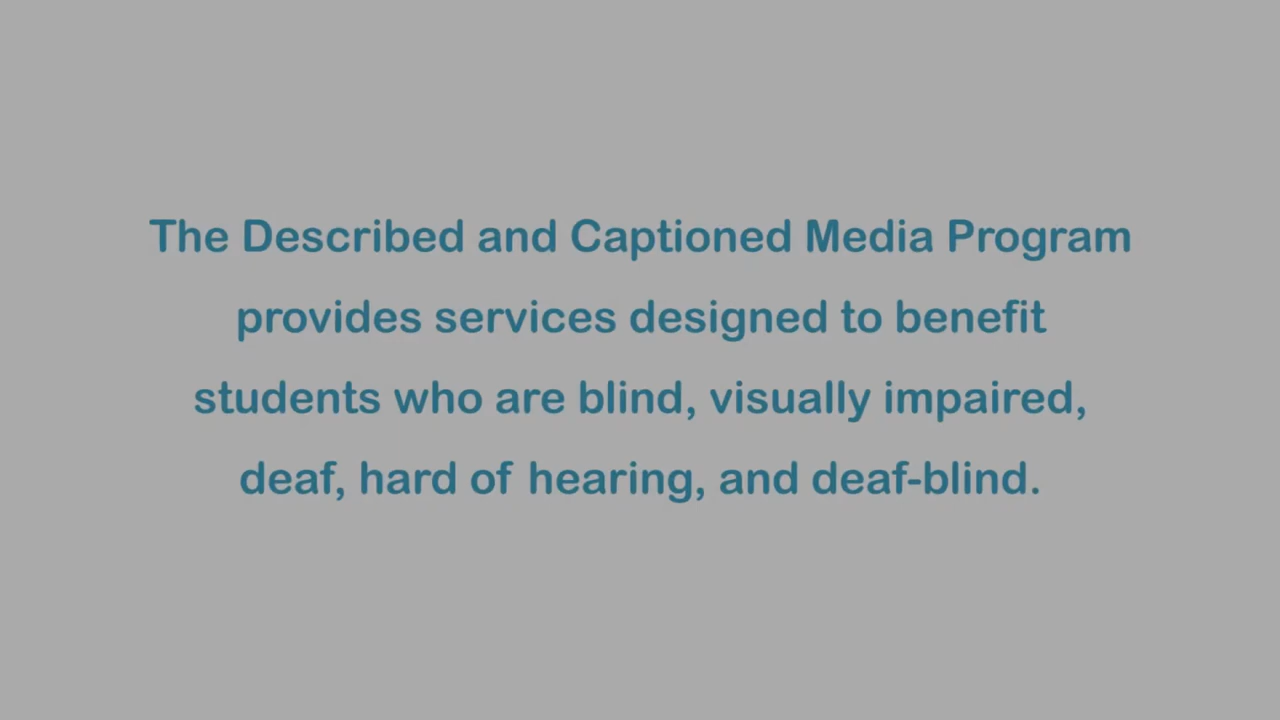 The Described and Captioned Media Program
provides services designed to benefit
students who are blind, visually impaired,
deaf, hard of hearing, and deaf-blind.